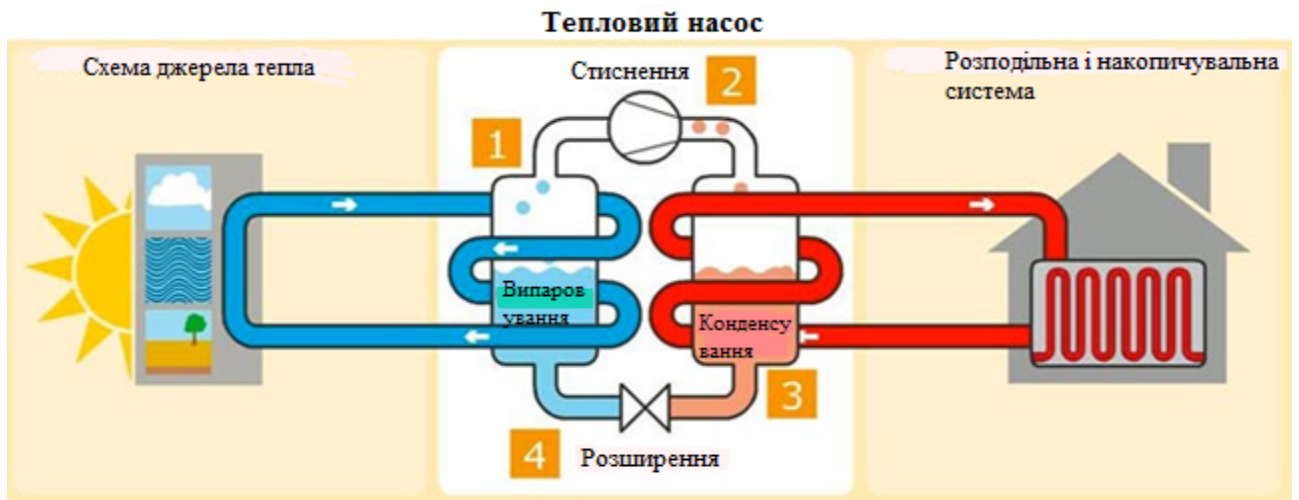 Тепловий насос
Схема джерела тепла
Стиснення
2
Розподільна і накопичувальна
система
1
Випаров
ування
Конденсу
вання
3
4
Розширення